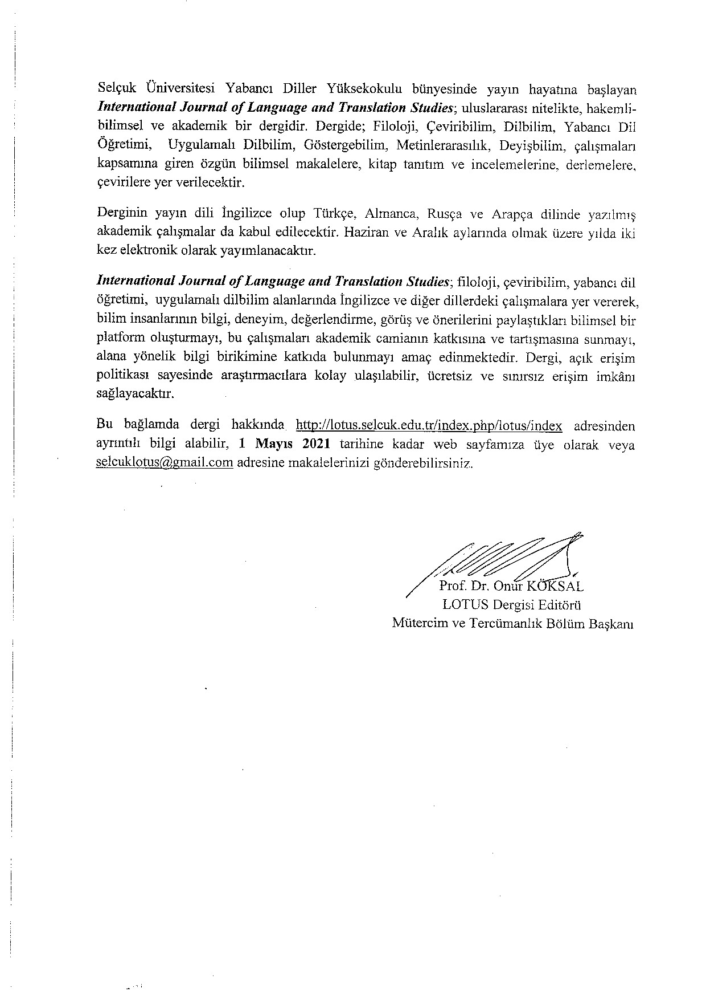 Selçuk Üniversitesi Yabancı Diller Yüksekokulu bünyesinde yayın hayatına başlayan
International Journal of Language and Translation Studies; uluslararası nitelikte, hakemli-
bilimsel ve akademik bir dergidir. Dergide; Filoloji, Çeviribilim, Dilbilim, Yabancı Dil
Öğretimi, Uygulamalı Dilbilim, Göstergebilim, Metinlerarasılık, Deyişbilim, çalışmaları
kapsamına giren özgün bilimsel makalelere, kitap tanıtım ve incelemelerine, derlemelere,
çevirilere yer verilecektir.
Derginin yayın dili İngilizce olup Türkçe, Almanca, Rusça ve Arapça dilinde yazılmış
akademik çalışmalar da kabul edilecektir. Haziran ve Aralık aylarında olmak üzere yılda iki
kez elektronik olarak yayımlanacaktır.
International Journal of Language and Translation Studies; filoloji, çeviribilim, yabancı dil
öğretimi, uygulamalı dilbilim alanlarında İngilizce ve diğer dillerdeki çalışmalara yer vererek,
bilim insanlarının bilgi, deneyim, değerlendirme, görüş ve önerilerini paylaştıkları bilimsel bir
platform oluşturmayı, bu çalışmaları akademik camianın katkısına ve tartışmasına sunmayı,
alana yönelik bilgi birikimine katkıda bulunmayı amaç edinmektedir. Dergi, açık erişim
politikası sayesinde araştırmacılara kolay ulaşılabilir, ücretsiz ve sınırsız erişim imkânı
sağlayacaktır.
Bu bağlamda dergi hakkında http://lotus.selcuk.edu.tr/index.php/lotus/index adresinden
ayrıntılı bilgi alabilir, 1 Mayıs 2021 tarihine kadar web sayfamıza üye olarak veya
selcuklotus@gmail.com adresine makalelerinizi gönderebilirsiniz.
Prof. Dr. Onur KÖKSAL
LOTUS Dergisi Editörü
Mütercim ve Tercümanlık Bölüm Başkanı